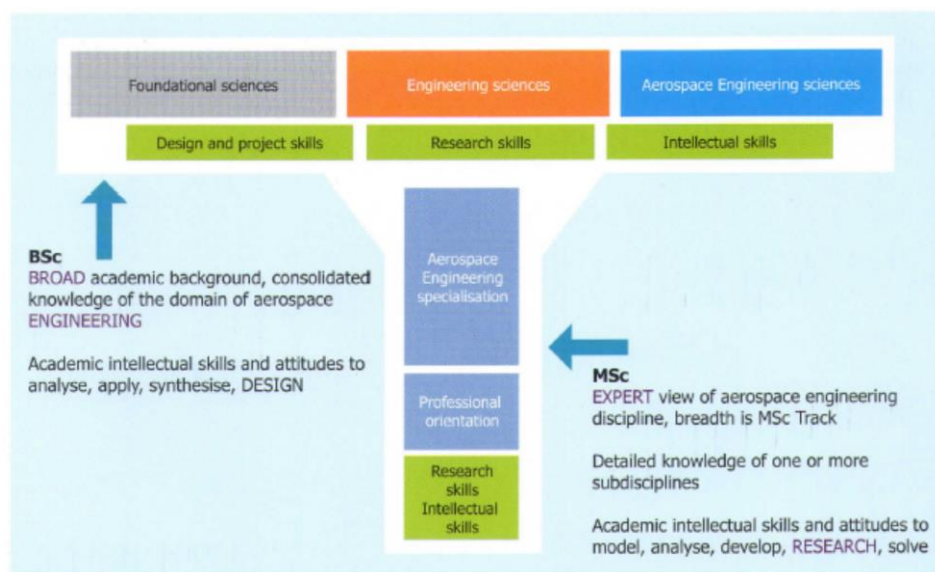 Foundational sciences
Engineering sciences
Aerospace Engineering sciences
Design and project skills
Research skills
Intellectual skills
BSc
BROAD academic background, consolidated
knowledge of the domain of aerospace
ENGINEERING
Academic intellectual skills and attitudes to
analyse, apply, synthesise, DESIGN
Aerospace
Engineering
specialisation
Professional
orientation
Research
skills
Intellectual
skills
MSc
EXPERT view of aerospace engineering
discipline, breadth is MSc Track
Detailed knowledge of one or more
subdisciplines
Academic intellectual skills and attitudes to
model, analyse, develop, RESEARCH, solve